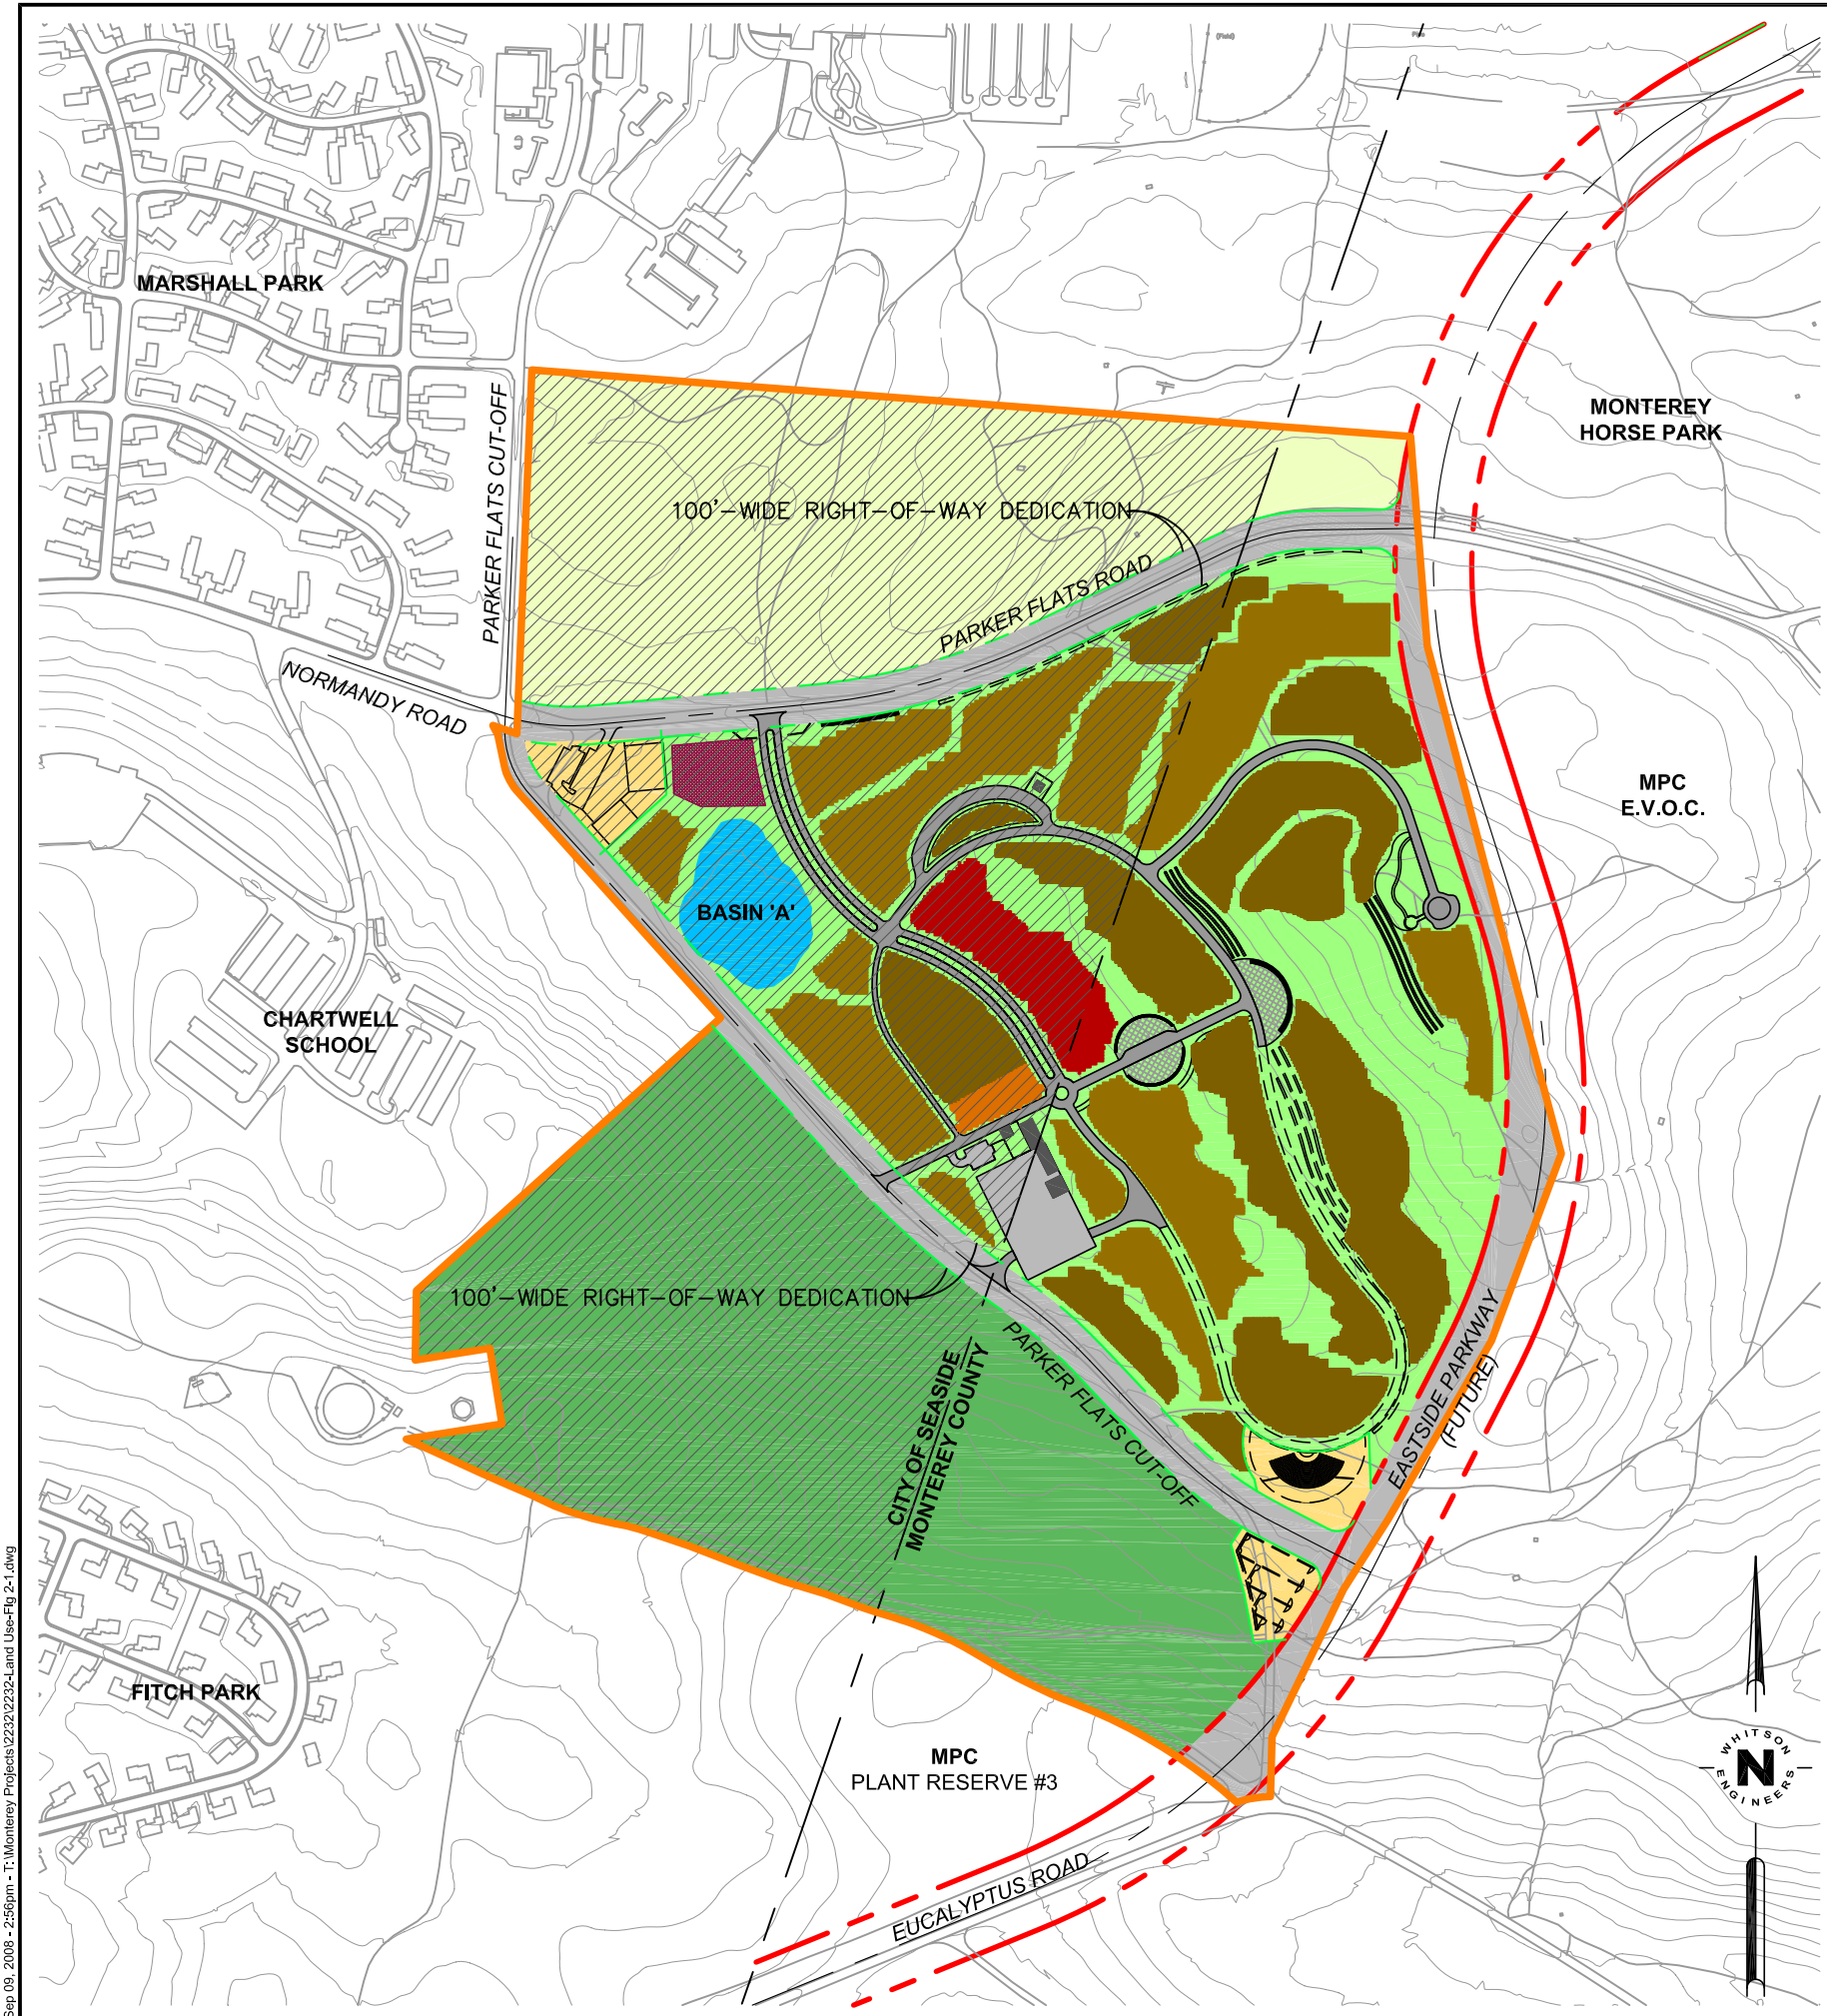 MARSHALL PARK
PARKER FLATS CUT-OFF
MONTEREY
HORSE PARK
100'-WIDE RIGHT-OF-WAY DEDICATION
PARKER FLATS ROAD
NORMANDY ROAD
MPC
E.V.O.C.
BASIN 'A'
CHARTWELL
SCHOOL
100'-WIDE RIGHT-OF-WAY DEDICATION
CITY OF SEASIDE
MONTEREY COUNTY
PARKER FLATS CUT-OFF
EASTSIDE PARKWAY
(FUTURE)
FITCH PARK
MPC
PLANT RESERVE #3
EUCALYPTUS ROAD
WHITSON
N
ENGINEERS
Sep 09, 2008 - 2:56pm - T:\Monterey Projects\2232\2232-Land Use-Fig 2-1.dwg
(Field)